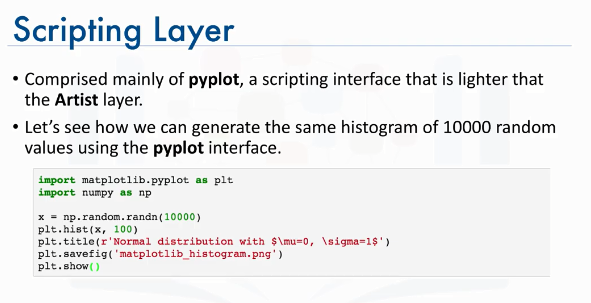 Scripting Layer
• Comprised mainly of pyplot, a scripting interface that is lighter that
the Artist layer.
• Let's see how we can generate the same histogram of 10000 random
values using the pyplot interface.
import matplotlib.pyplot as plt
import numpy as np
x = np.random.randn(10000)
plt.hist(x, 100)
plt.title(r'Normal distribution with $\mu=0, \sigma=1$')
plt.savefig('matplotlib_histogram.png')
plt.show()